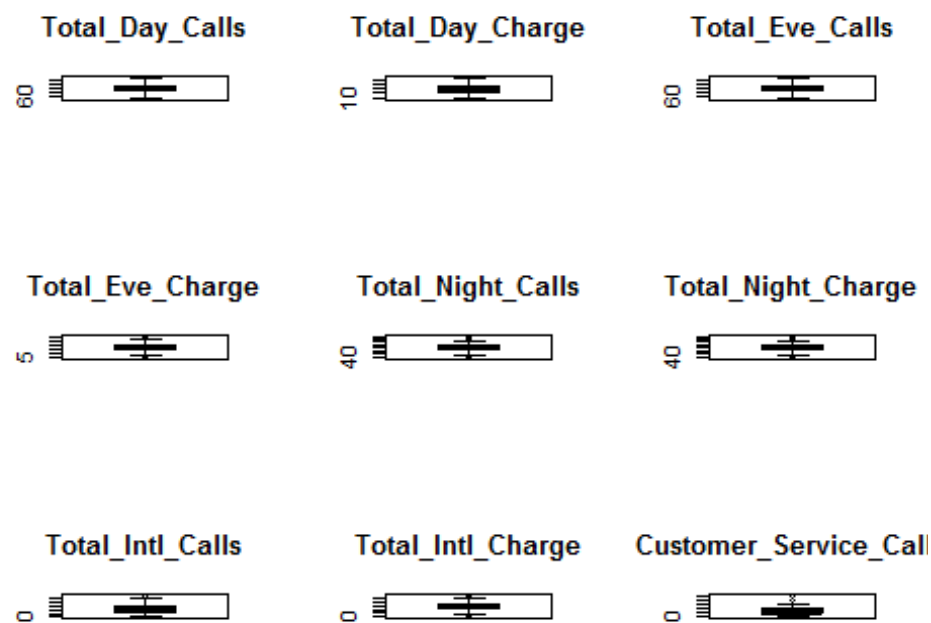 Total_Day_Calls Total_Day_Charge Total_Eve_Calls
60 10 60
Total_Eve_Charge Total_Night_Calls Total_Night_Charge
5 40 40
Total_Intl_Calls Total_Intl_Charge Customer_Service_Call
0 0 0